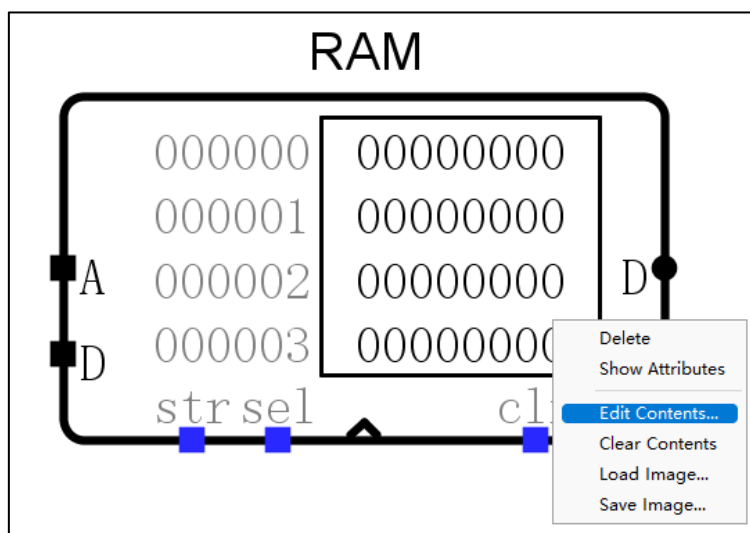 RAM
000000 00000000
000001 00000000
A 000002 00000000 D
D 000003 00000000
str sel
Delete
Show Attributes
Edit Contents...
Clear Contents
Load Image...
Save Image...